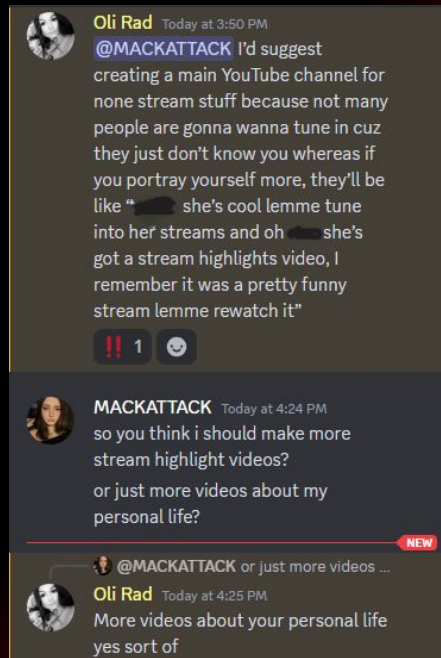 Oli Rad Today at 3:50 PM
@MACKATTACK I'd suggest
creating a main YouTube channel for
none stream stuff because not many
people are gonna wanna tune in cuz
they just don't know you whereas if
you portray yourself more, they'll be
like " she's cool lemme tune
into her streams and oh she's
got a stream highlights video, I
remember it was a pretty funny
stream lemme rewatch it"
‼ 1
MACKATTACK Today at 4:24 PM
so you think i should make more
stream highlight videos?
or just more videos about my
personal life?
NEW
@MACKATTACK or just more videos ...
Oli Rad Today at 4:25 PM
More videos about your personal life
yes sort of